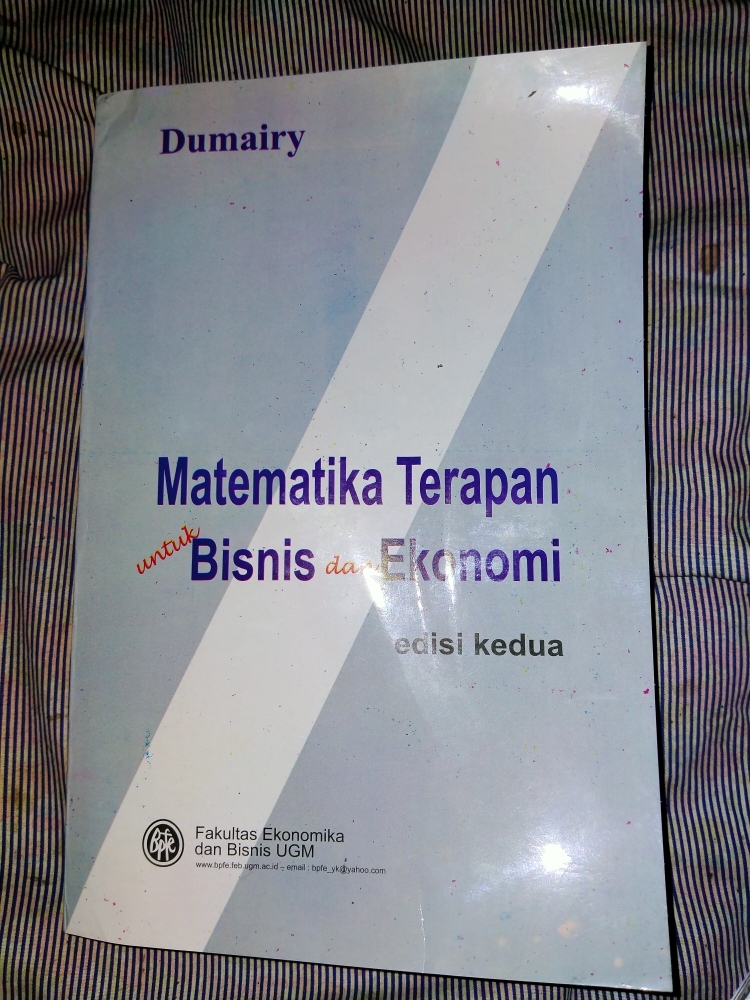 Dumairy
Matematika Terapan
untuk Bisnis dan Ekonomi
edisi kedua
Bpfe
Fakultas Ekonomika
dan Bisnis UGM
www.bpfe.feb.ugm.ac.id – email : bpfe_yk@yahoo.com